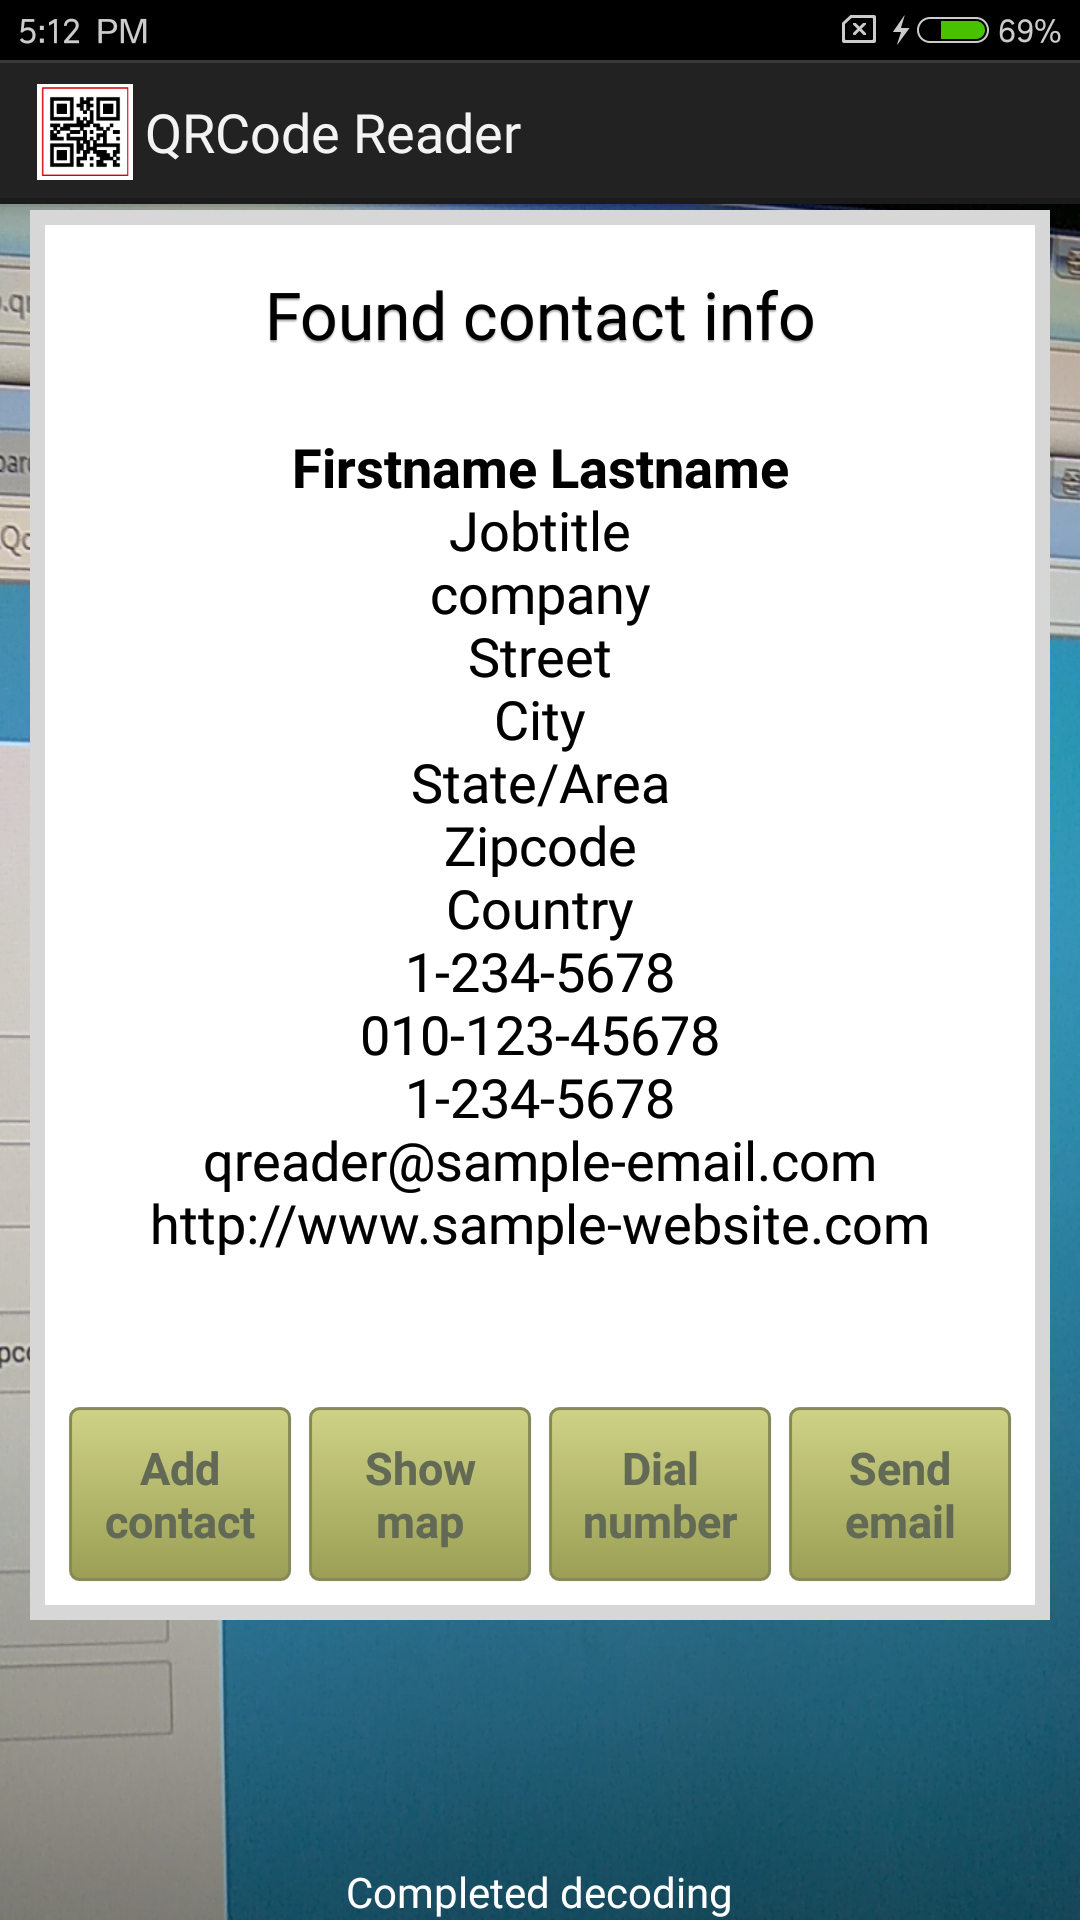 5:12 PM
69%
QRCode Reader
Found contact info
Firstname Lastname
Jobtitle
company
Street
City
State/Area
Zipcode
Country
1-234-5678
010-123-45678
1-234-5678
qreader@sample-email.com
http://www.sample-website.com
Add contact
Show map
Dial number
Send email
Completed decoding